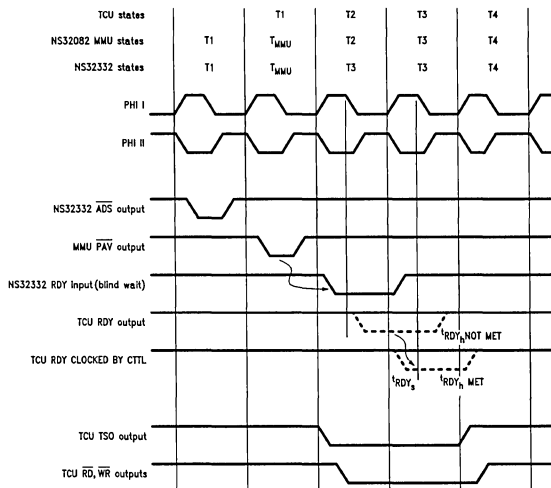 TCU states T1 T2 T3 T4
NS32082 MMU states T1 TMMU T2 T3 T4
NS32332 states T1 TMMU T3 T3 T4
PHI I
PHI II
NS32332 ADS output
MMU PAV output
NS32332 RDY Input (blind wait)
TCU RDY output
tRDYh NOT MET
TCU RDY CLOCKED BY CTTL
tRDYs tRDYh MET
TCU TSO output
TCU RD, WR outputs